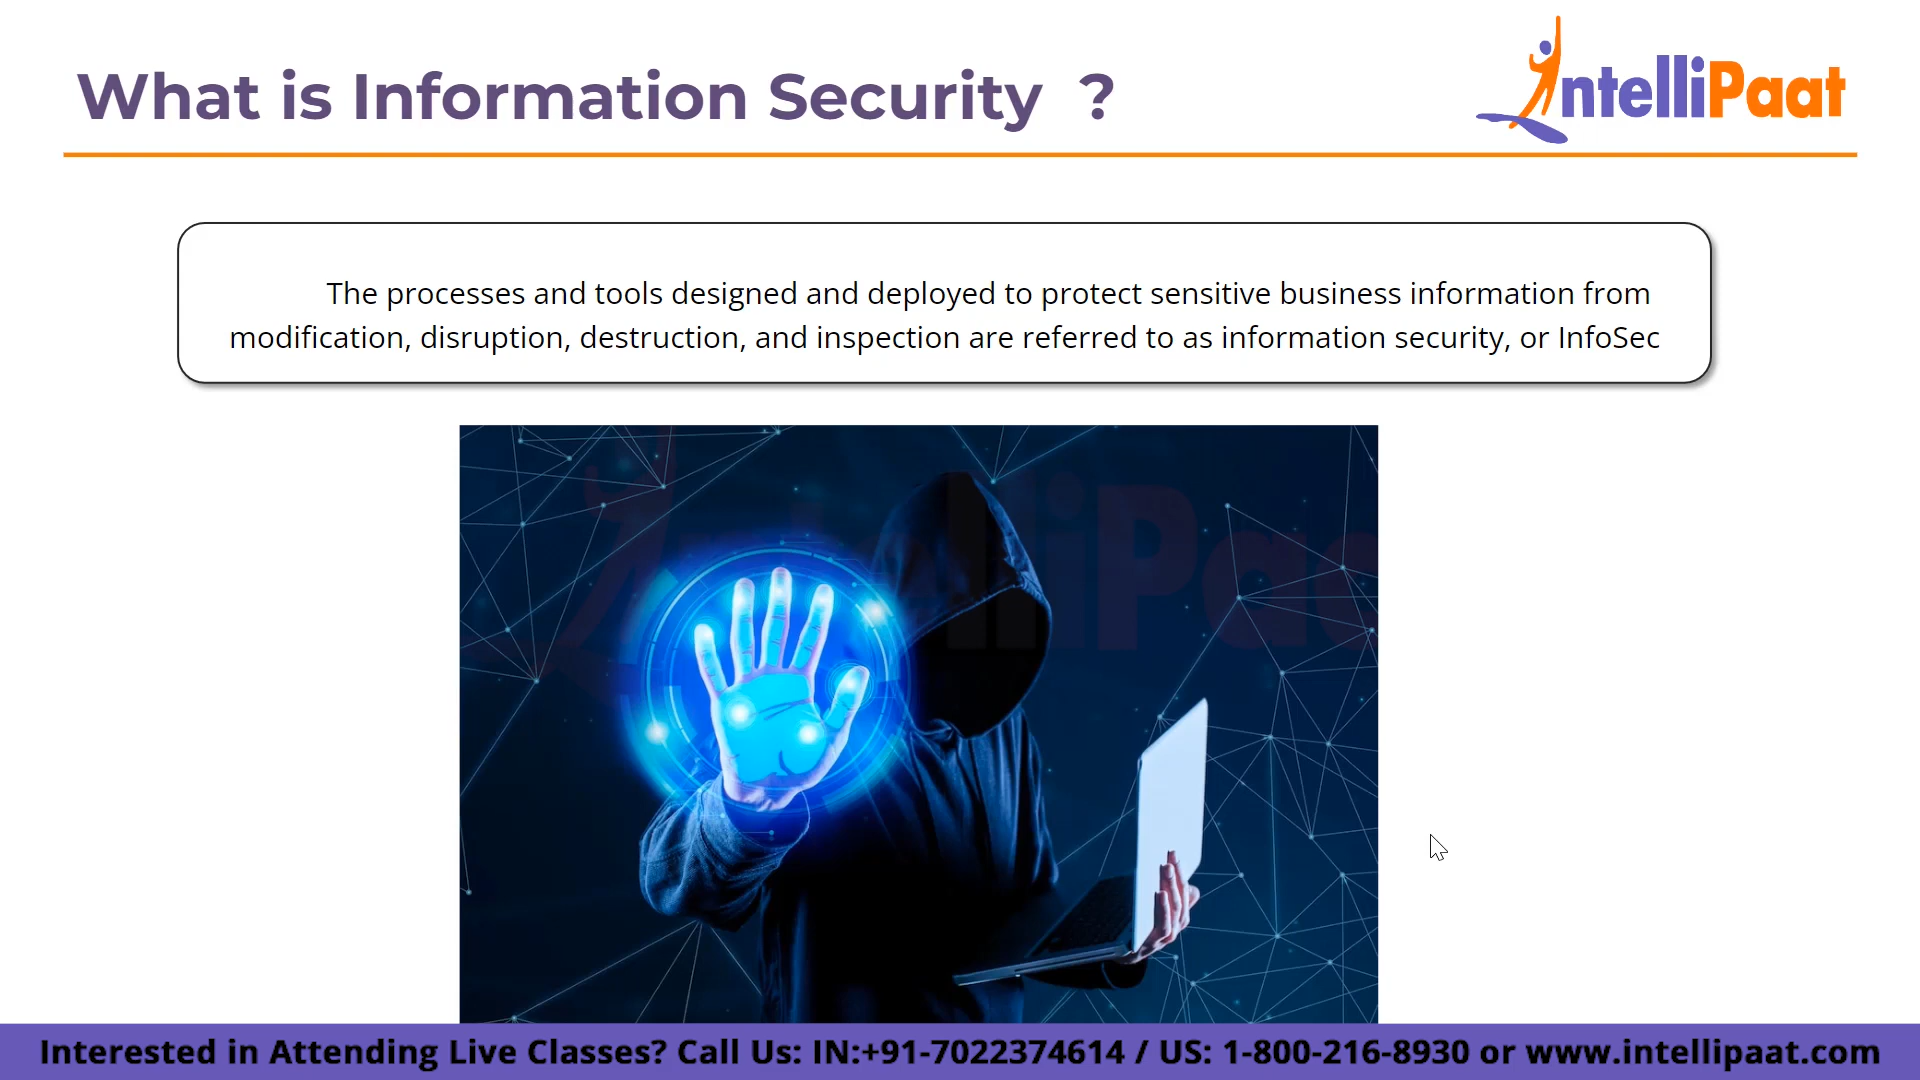 What is Information Security ?
IntelliPaat
The processes and tools designed and deployed to protect sensitive business information from
modification, disruption, destruction, and inspection are referred to as information security, or InfoSec
IntelliPaa
Interested in Attending Live Classes? Call Us: IN:+91-7022374614 / US: 1-800-216-8930 or www.intellipaat.com